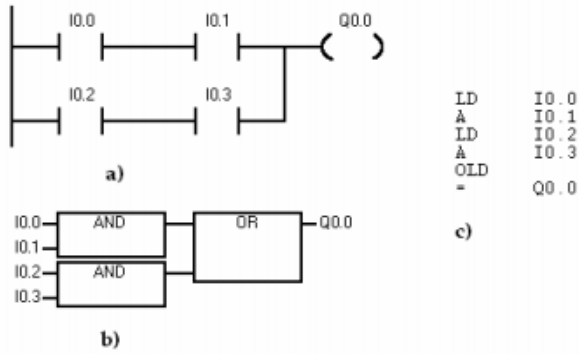 I0.0 I0.1 Q0.0
I0.2 I0.3
a)
I0.0 AND OR Q0.0
I0.1
I0.2 AND
I0.3
b)
LD I0.0
A I0.1
LD I0.2
A I0.3
OLD
= Q0.0
c)